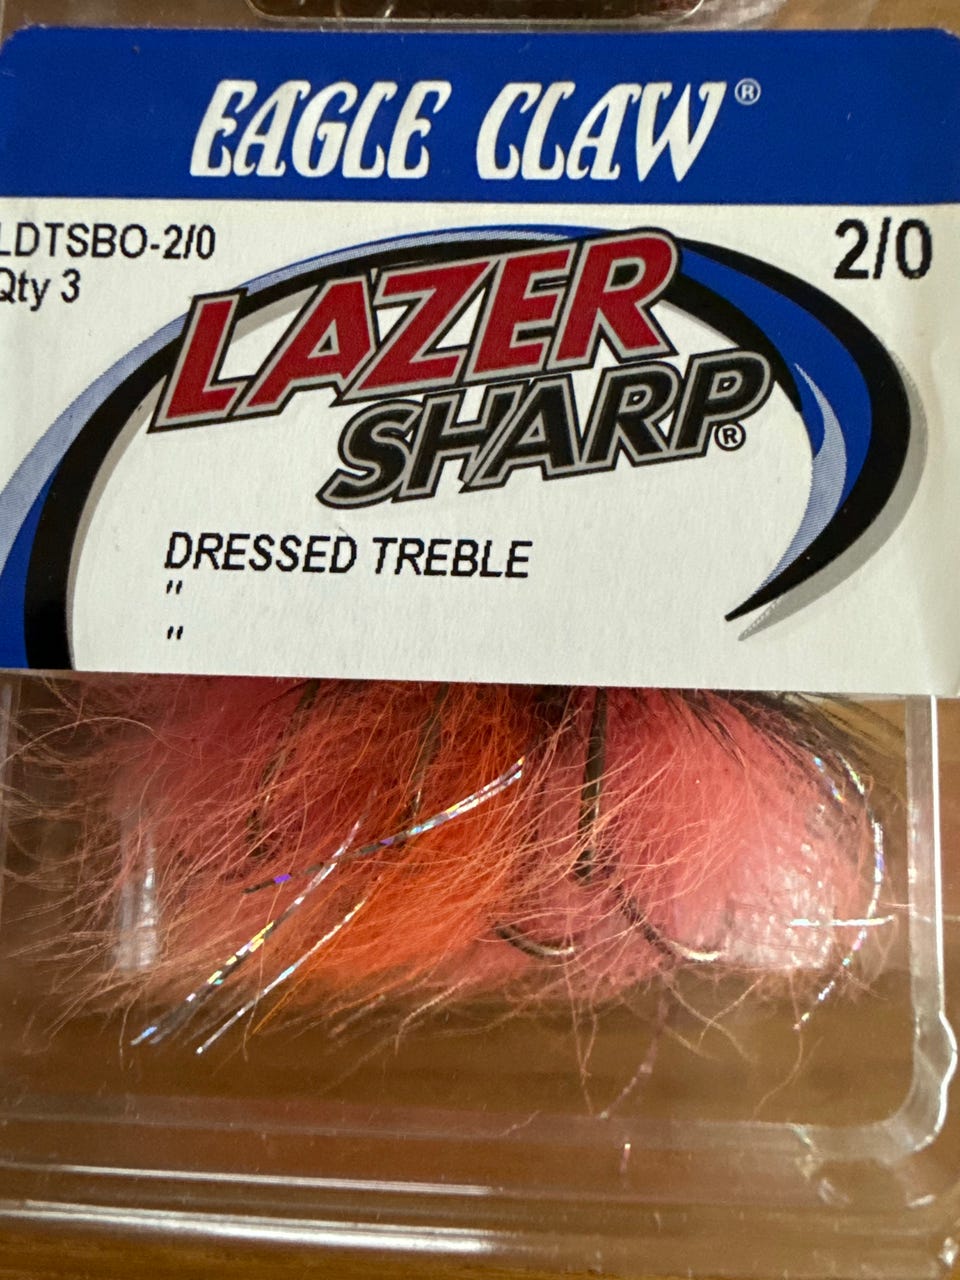 EAGLE CLAW®
LDTSBO-2/0
2/0
Qty 3
LAZER
SHARP®
DRESSED TREBLE
"
"